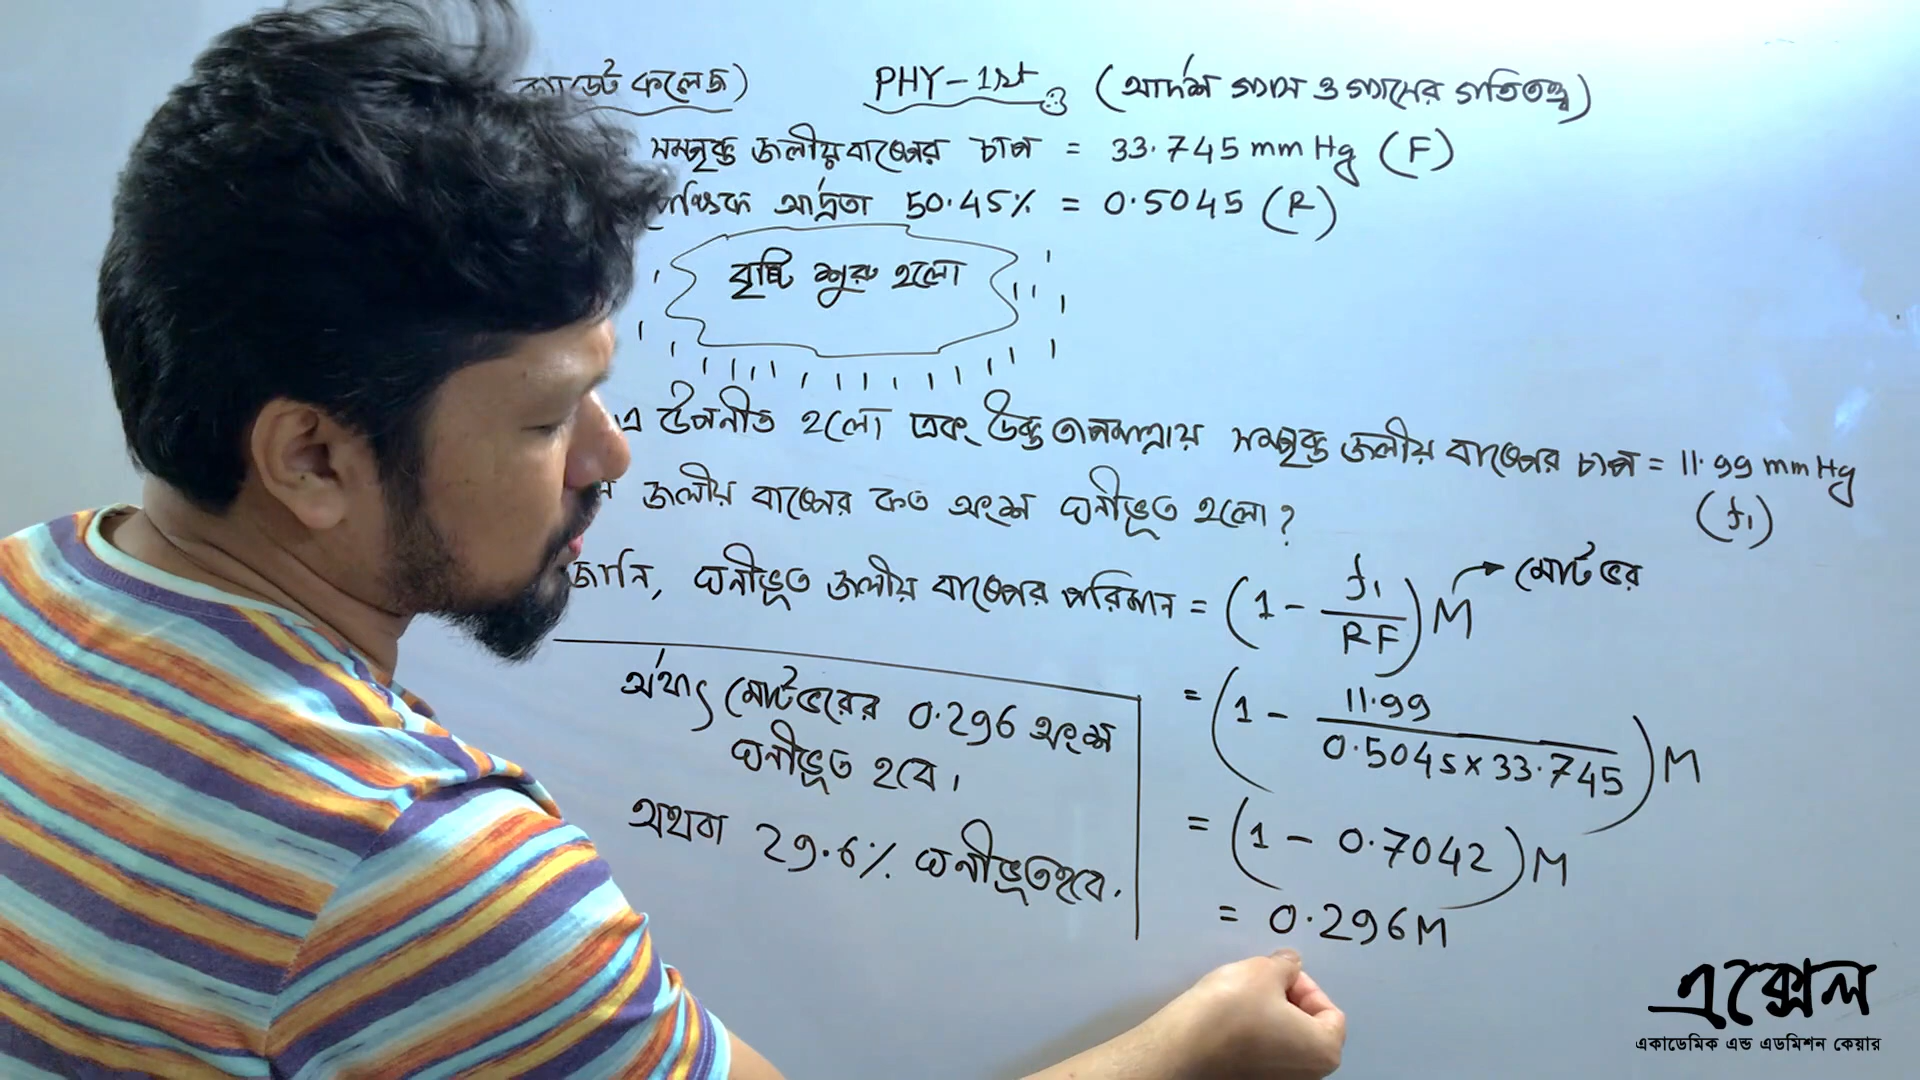 ক্যাডেট কলেজ) PHY-1st (আদর্শ গ্যাস ও গ্যাসের গতিতত্ত্ব)
সম্পৃক্ত জলীয়বাষ্পের চাপ = 33.745 mm Hg (F)
আর্দ্রতা 50.45% = 0.5045 (R)
বৃষ্টি শুরু হলো
এ উপনীত হলো এবং উক্ত তাপমাত্রায় সম্পৃক্ত জলীয় বাষ্পের চাপ = 11.99 mm Hg
(f₁)
জলীয় বাষ্পের কত অংশ ঘনীভূত হলো?
জানি, ঘনীভূত জলীয় বাষ্পের পরিমান = (1 - f₁/RF) M → মোট ভর
= (1 - 11.99/0.5045×33.745) M
= (1 - 0.7042) M
= 0.296 M
অর্থাৎ মোট ভরের 0.296 অংশ
ঘনীভূত হবে।
অথবা 29.6% ঘনীভূত হবে.
এক্সেল
একাডেমিক এন্ড এডমিশন কেয়ার